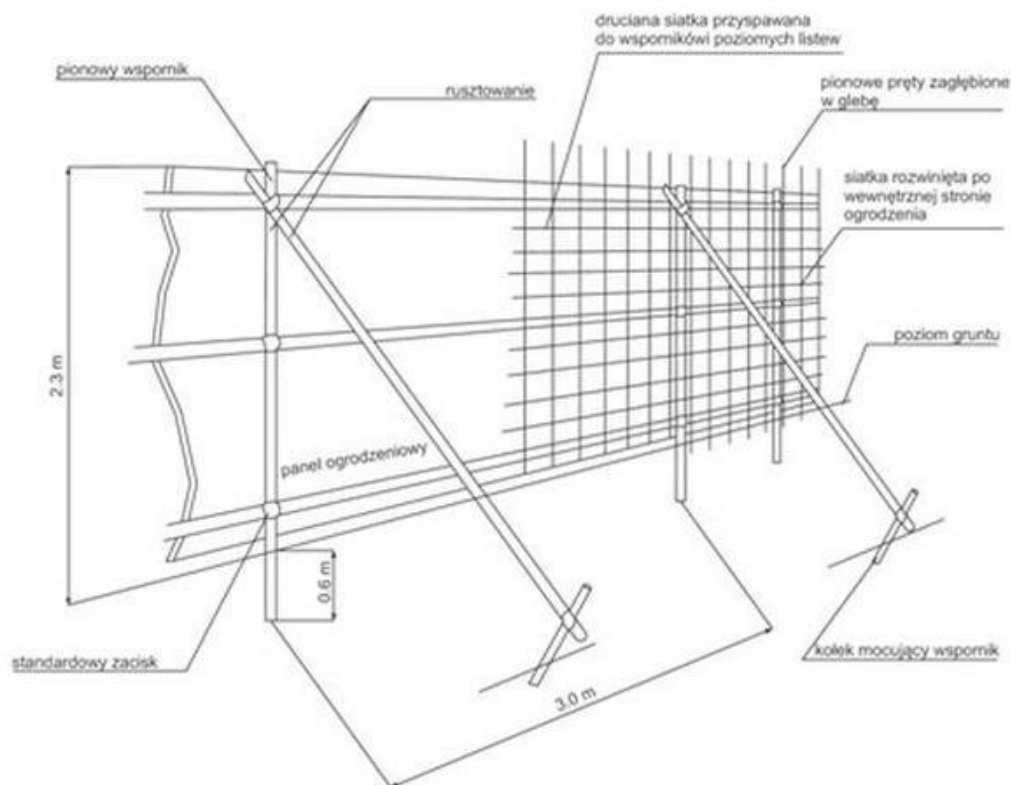 druciana siatka przyspawana
do wspornikówi poziomych listew
pionowy wspornik
rusztowanie
pionowe pręty zagłębione
w glebę
siatka rozwinięta po
wewnętrznej stronie
ogrodzenia
poziom gruntu
2.3 m
panel ogrodzeniowy
0.6 m
standardowy zacisk
3.0 m
kołek mocujący wspornik